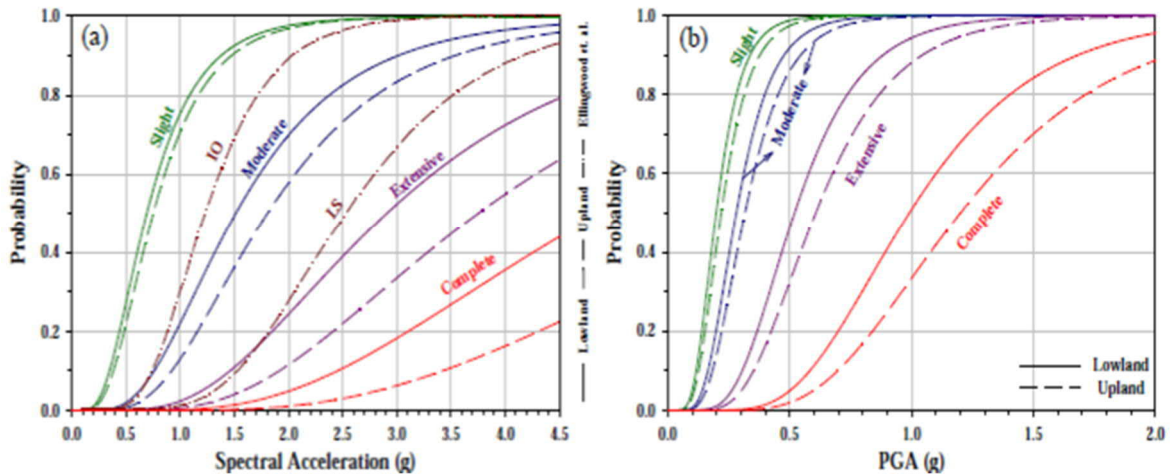 (a)
Probability
1.0
0.8
0.6
0.4
0.2
0.0
Slight
IO
Moderate
LS
Extensive
Complete
0.0 0.5 1.0 1.5 2.0 2.5 3.0 3.5 4.0 4.5
Spectral Acceleration (g)
Lowland Upland Ellingwood et. al.
(b)
Probability
1.0
0.8
0.6
0.4
0.2
0.0
Slight
Moderate
Extensive
Complete
Lowland
Upland
0.0 0.5 1.0 1.5 2.0
PGA (g)